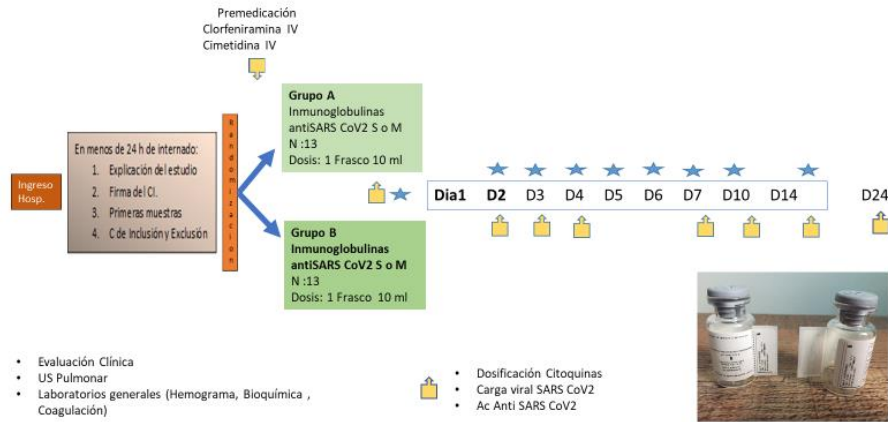 Premedicación
Clorfeniramina IV
Cimetidina IV
Ingreso
Hosp.
En menos de 24 h de internado:
1. Explicación del estudio
2. Firma del CI.
3. Primeras muestras
4. C de Inclusión y Exclusión
Randomizacion
Grupo A
Inmunoglobulinas
antiSARS CoV2 S o M
N :13
Dosis: 1 Frasco 10 ml
Grupo B
Inmunoglobulinas
antiSARS CoV2 S o M
N :13
Dosis: 1 Frasco 10 ml
Dia1 D2 D3 D4 D5 D6 D7 D10 D14 D24
• Evaluación Clínica
• US Pulmonar
• Laboratorios generales (Hemograma, Bioquímica ,
Coagulación)
• Dosificación Citoquinas
• Carga viral SARS CoV2
• Ac Anti SARS CoV2